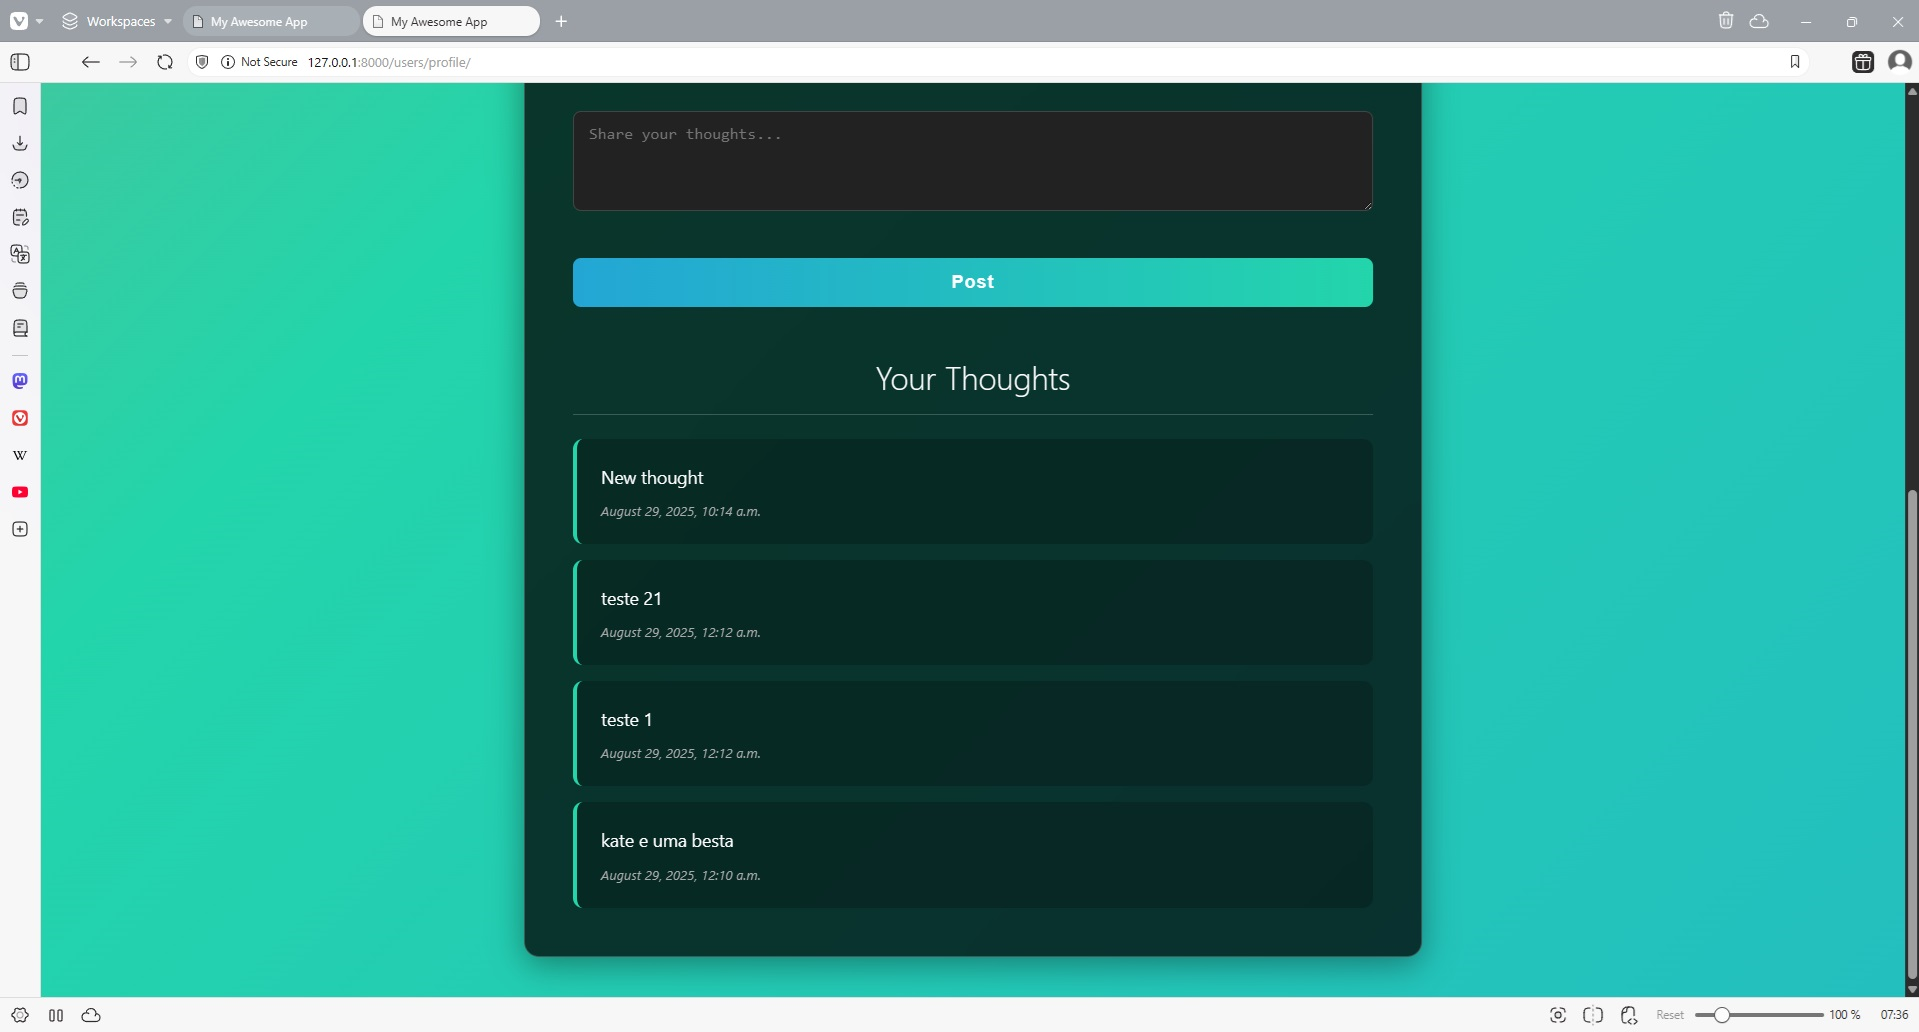 Workspaces
My Awesome App
My Awesome App
Not Secure 127.0.0.1:8000/users/profile/
Share your thoughts...
Post
Your Thoughts
New thought
August 29, 2025, 10:14 a.m.
teste 21
August 29, 2025, 12:12 a.m.
teste 1
August 29, 2025, 12:12 a.m.
kate e uma besta
August 29, 2025, 12:10 a.m.
W
Reset 100 % 07:36